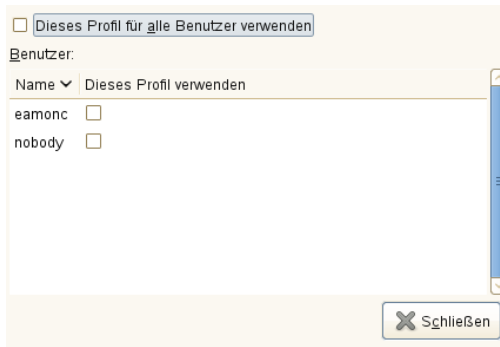 Dieses Profil für alle Benutzer verwenden
Benutzer:
Name Dieses Profil verwenden
eamonc
nobody
Schließen